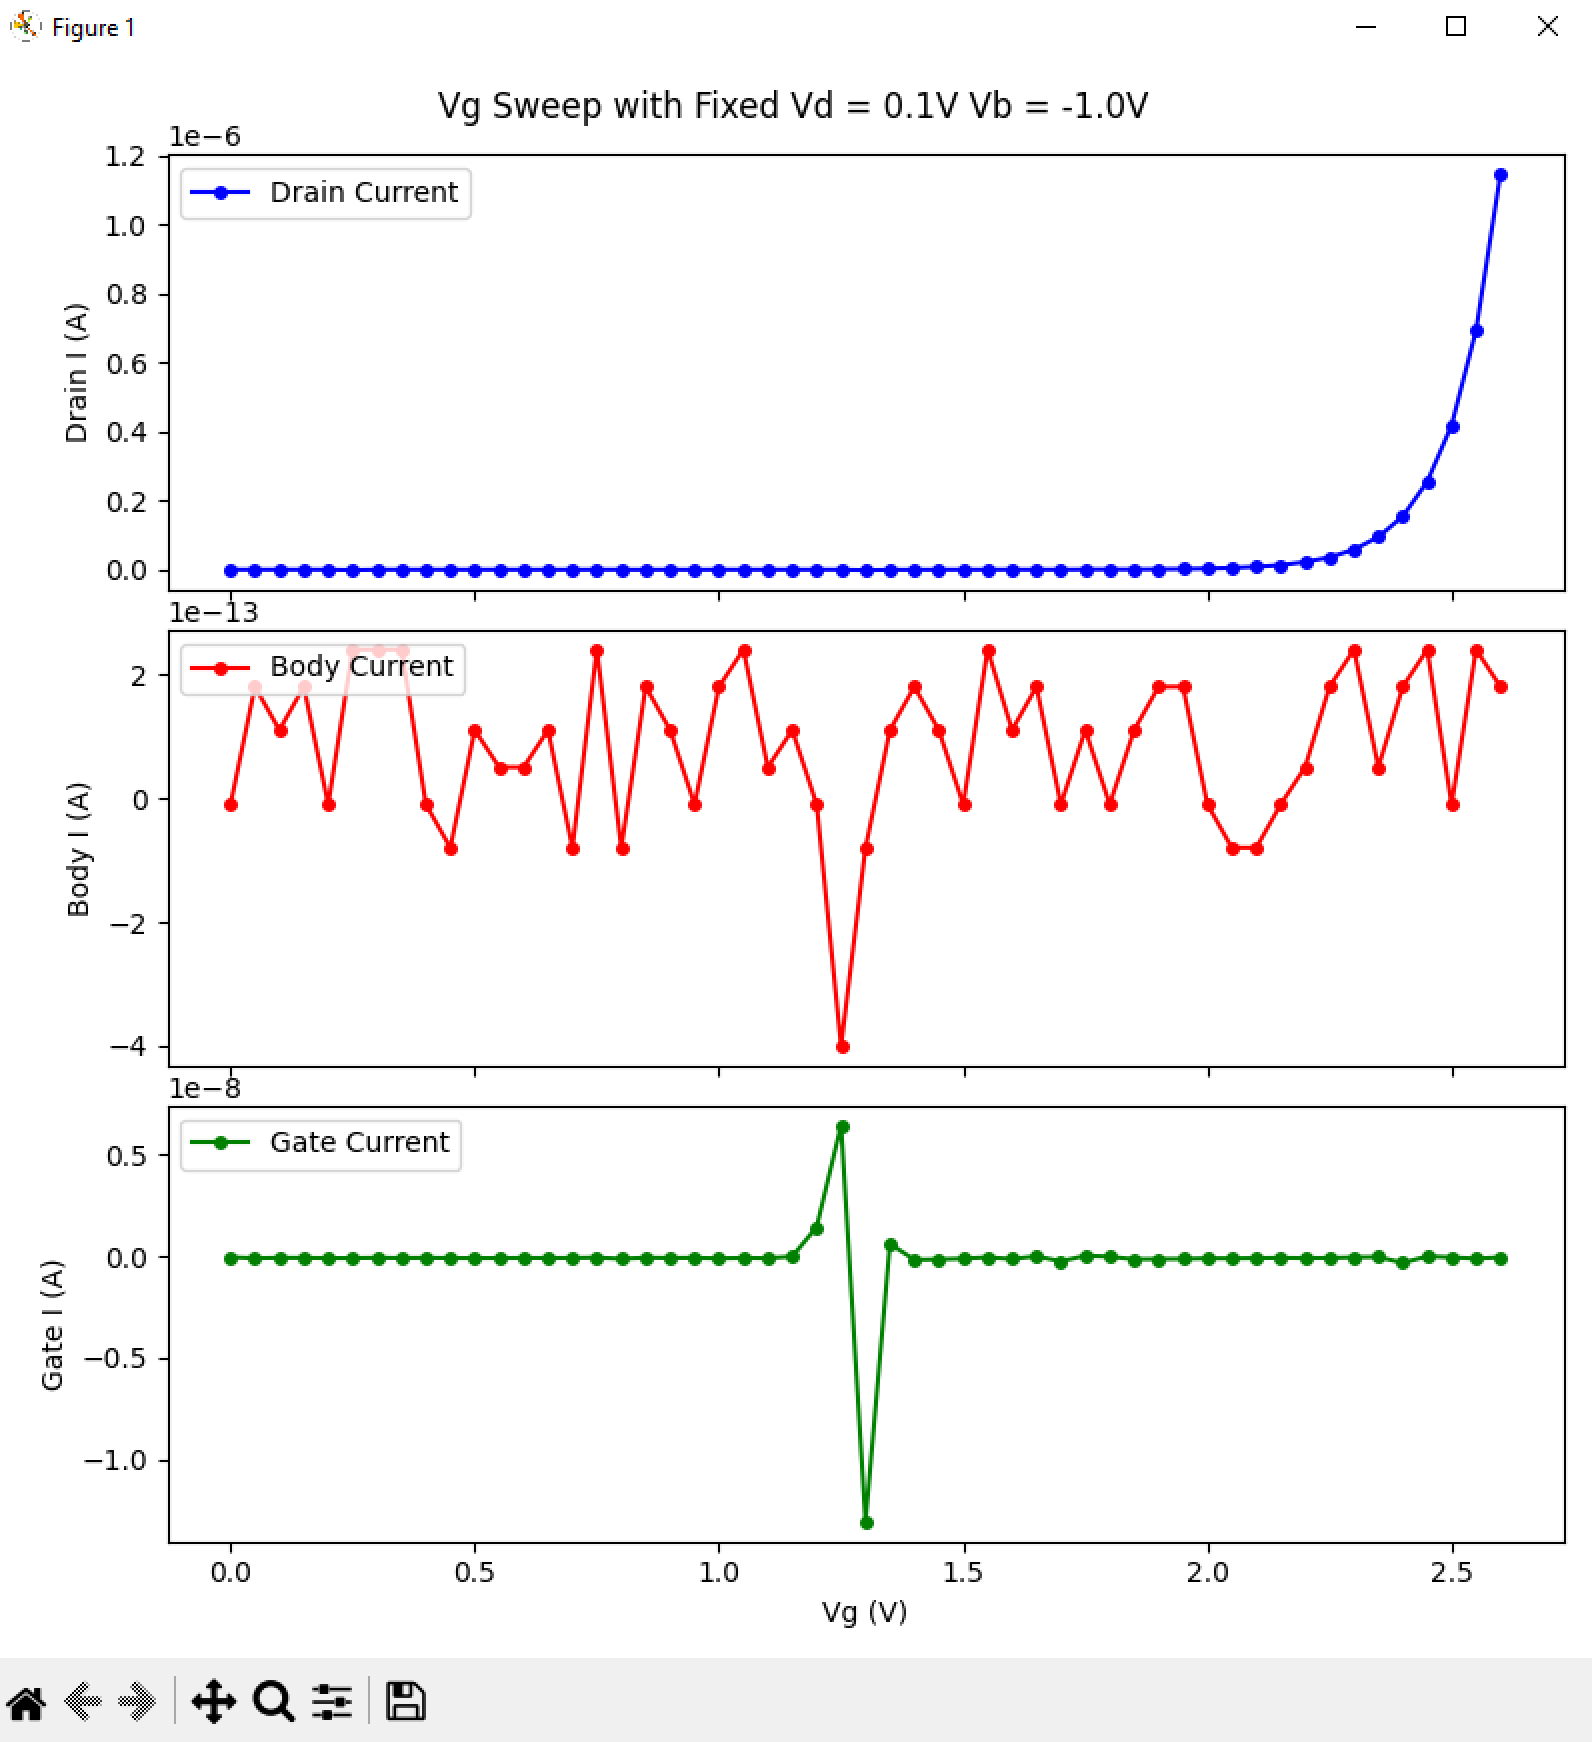 Figure 1
Vg Sweep with Fixed Vd = 0.1V Vb = -1.0V
1e−6
1.2
1.0
0.8
0.6
0.4
0.2
0.0
Drain I (A)
Drain Current
1e−13
2
0
−2
−4
Body I (A)
Body Current
1e−8
0.5
0.0
−0.5
−1.0
Gate I (A)
Gate Current
0.0 0.5 1.0 1.5 2.0 2.5
Vg (V)